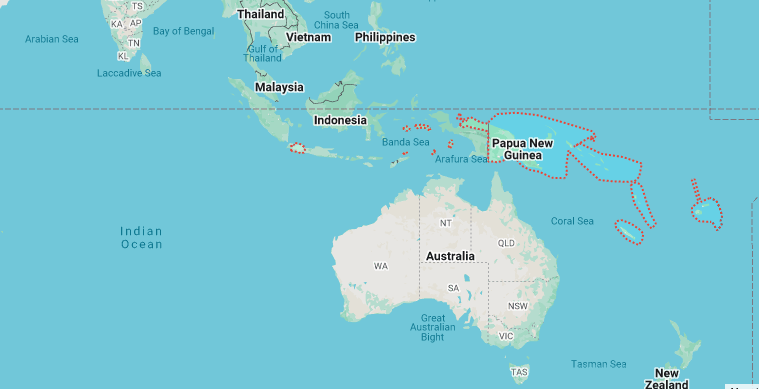 TS
Thailand
South
China Sea
KA
AP
Arabian Sea
Bay of Bengal
Vietnam
Philippines
TN
Gulf of
Thailand
KL
Laccadive Sea
Malaysia
Indonesia
Banda Sea
Papua New
Guinea
Arafura Sea
Coral Sea
NT
Indian
Ocean
QLD
Australia
WA
SA
NSW
Great
Australian
Bight
VIC
Tasman Sea
TAS
New
Zealand